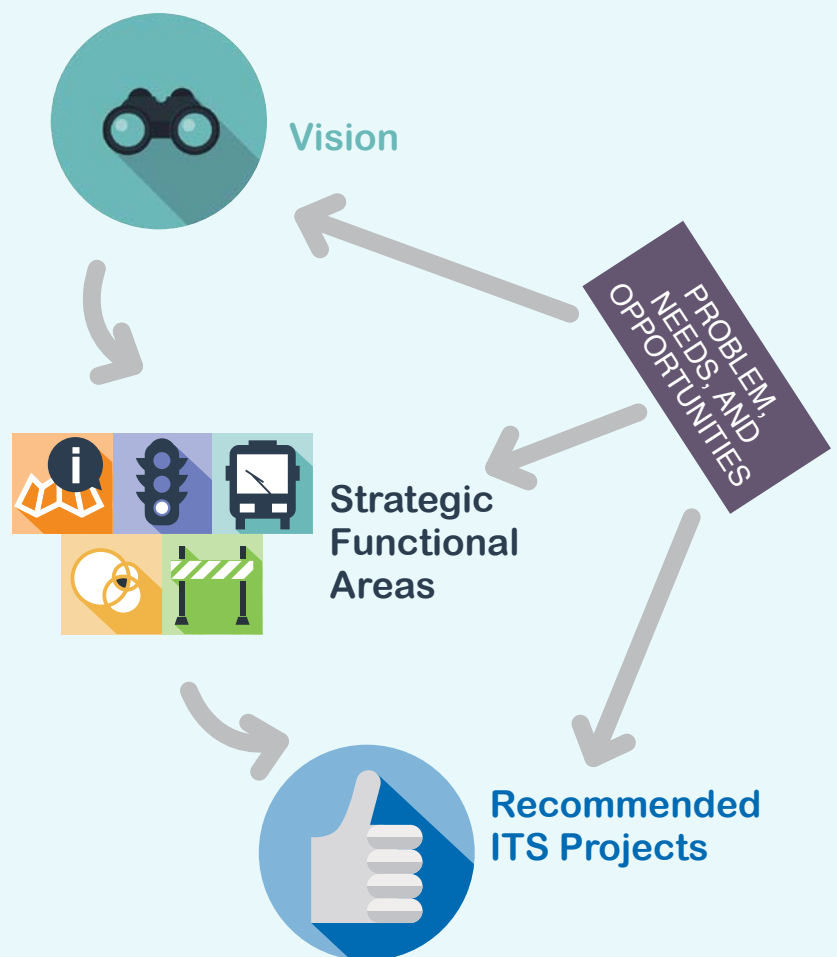 Vision
PROBLEM,
NEEDS, AND
OPPORTUNITIES
i
Strategic
Functional
Areas
Recommended
ITS Projects